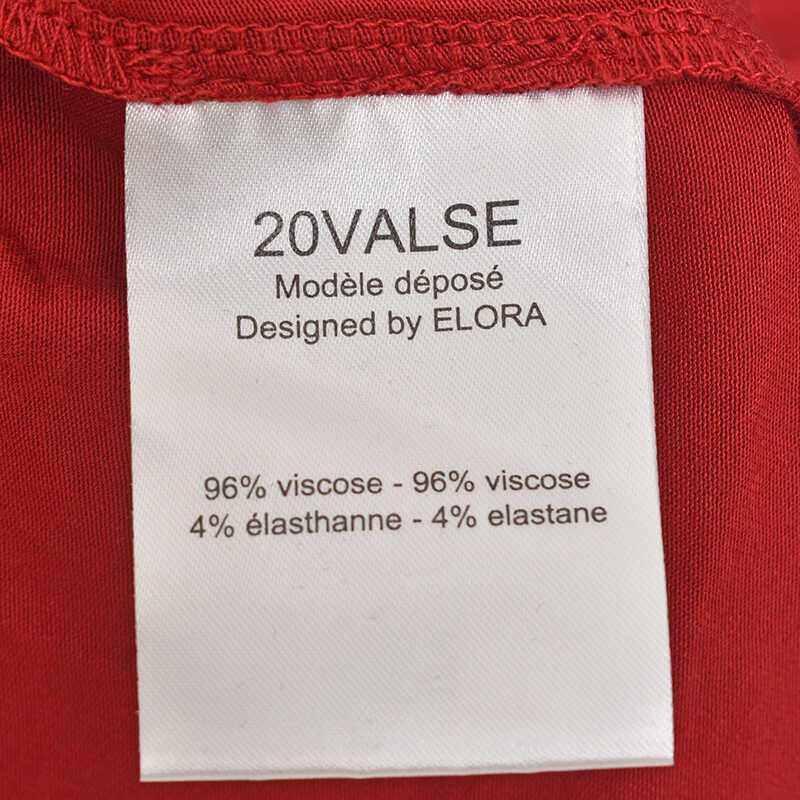 20VALSE
Modèle déposé
Designed by ELORA
96% viscose - 96% viscose
4% élasthanne - 4% elastane